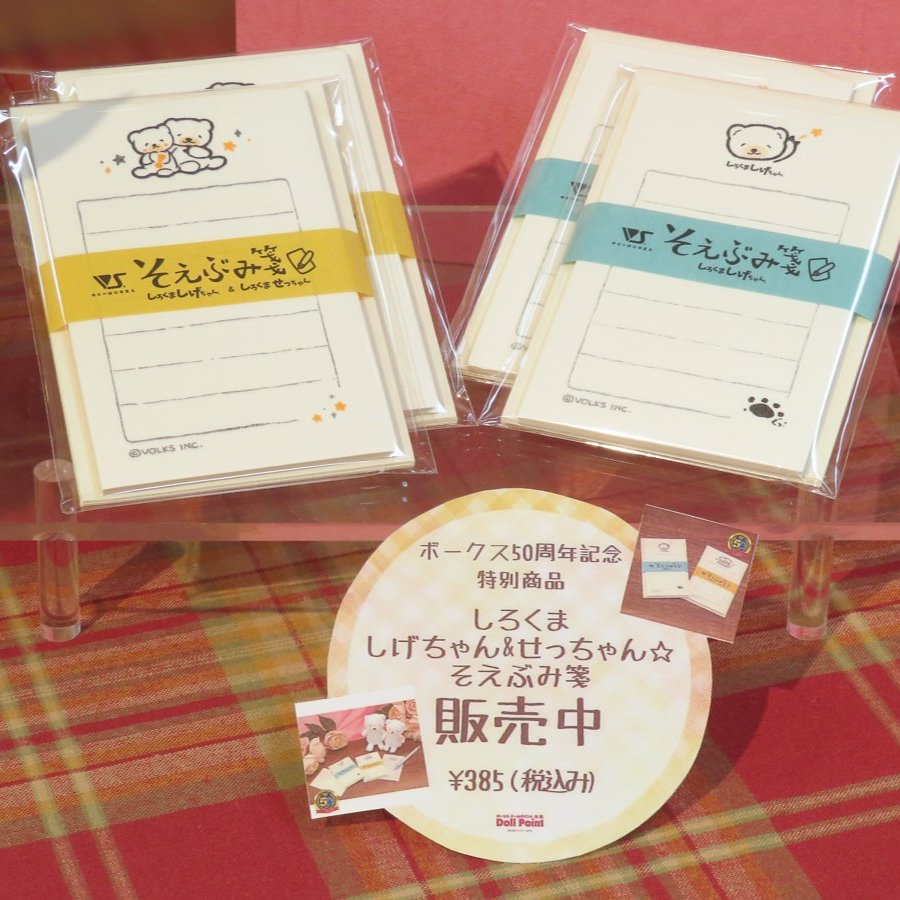 VS
そえぶみ箋
しろくましげちゃん & しろくませっちゃん
©VOLKS INC.
しろくましげちゃん
VS
そえぶみ箋
しろくましげちゃん
©VOLKS INC.
ボークス50周年記念
特別商品
しろくま
しげちゃん&せっちゃん☆
そえぶみ箋
販売中
¥385(税込み)
Doll Point